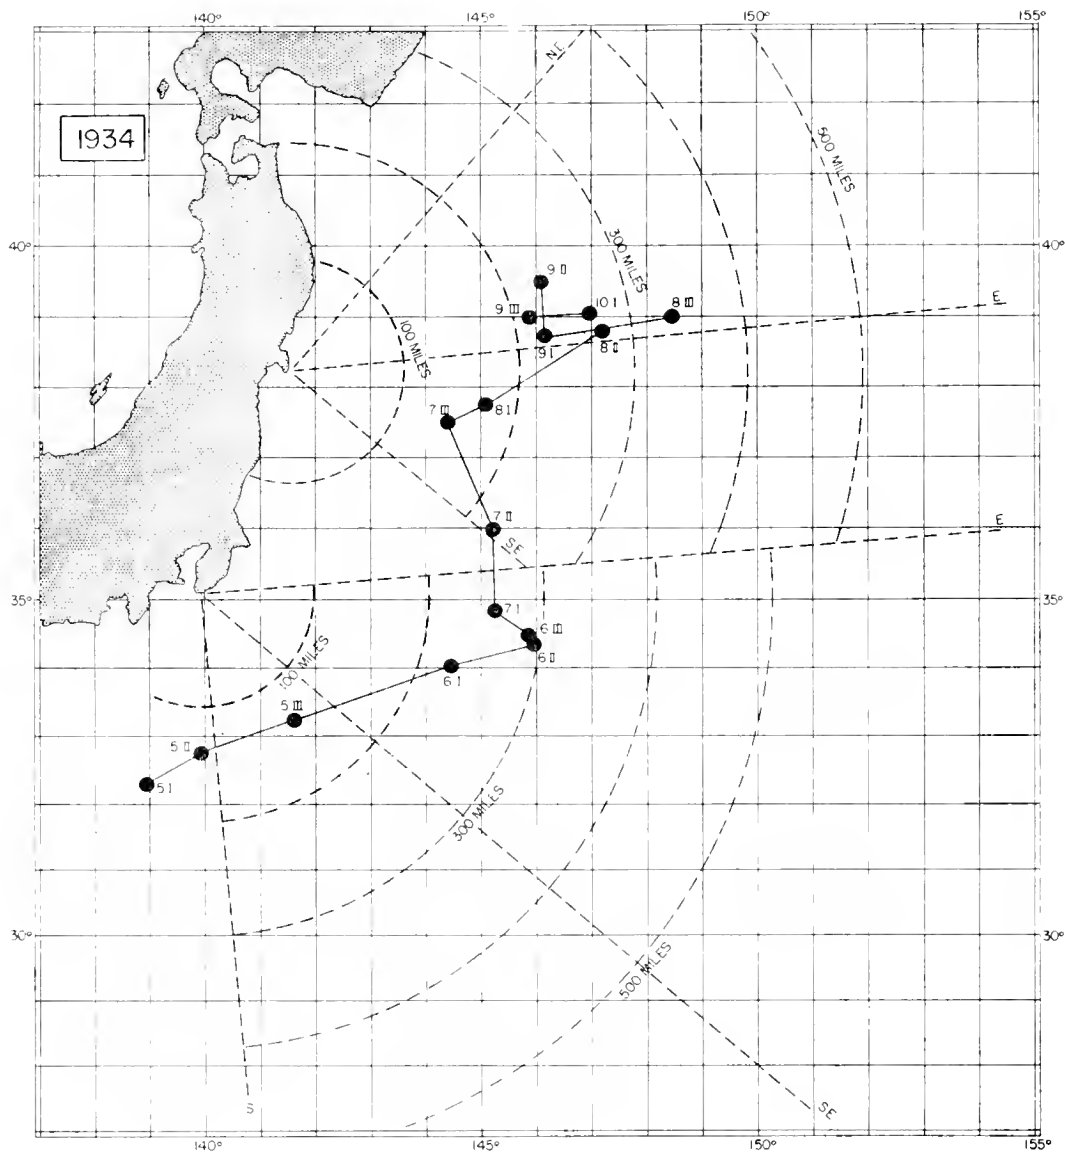 140° 145° 150° 155°
1934
NE
500 MILES
40° 40°
300 MILES
9 II
9 III 10 I 8 III E
9 I 8 II
100 MILES
7 III 8 I
7 II E
SE
35° 35°
7 I
6 III
6 II
100 MILES
6 I
5 III
5 II
5 I
300 MILES
30° 30°
500 MILES
S SE
140° 145° 150° 155°